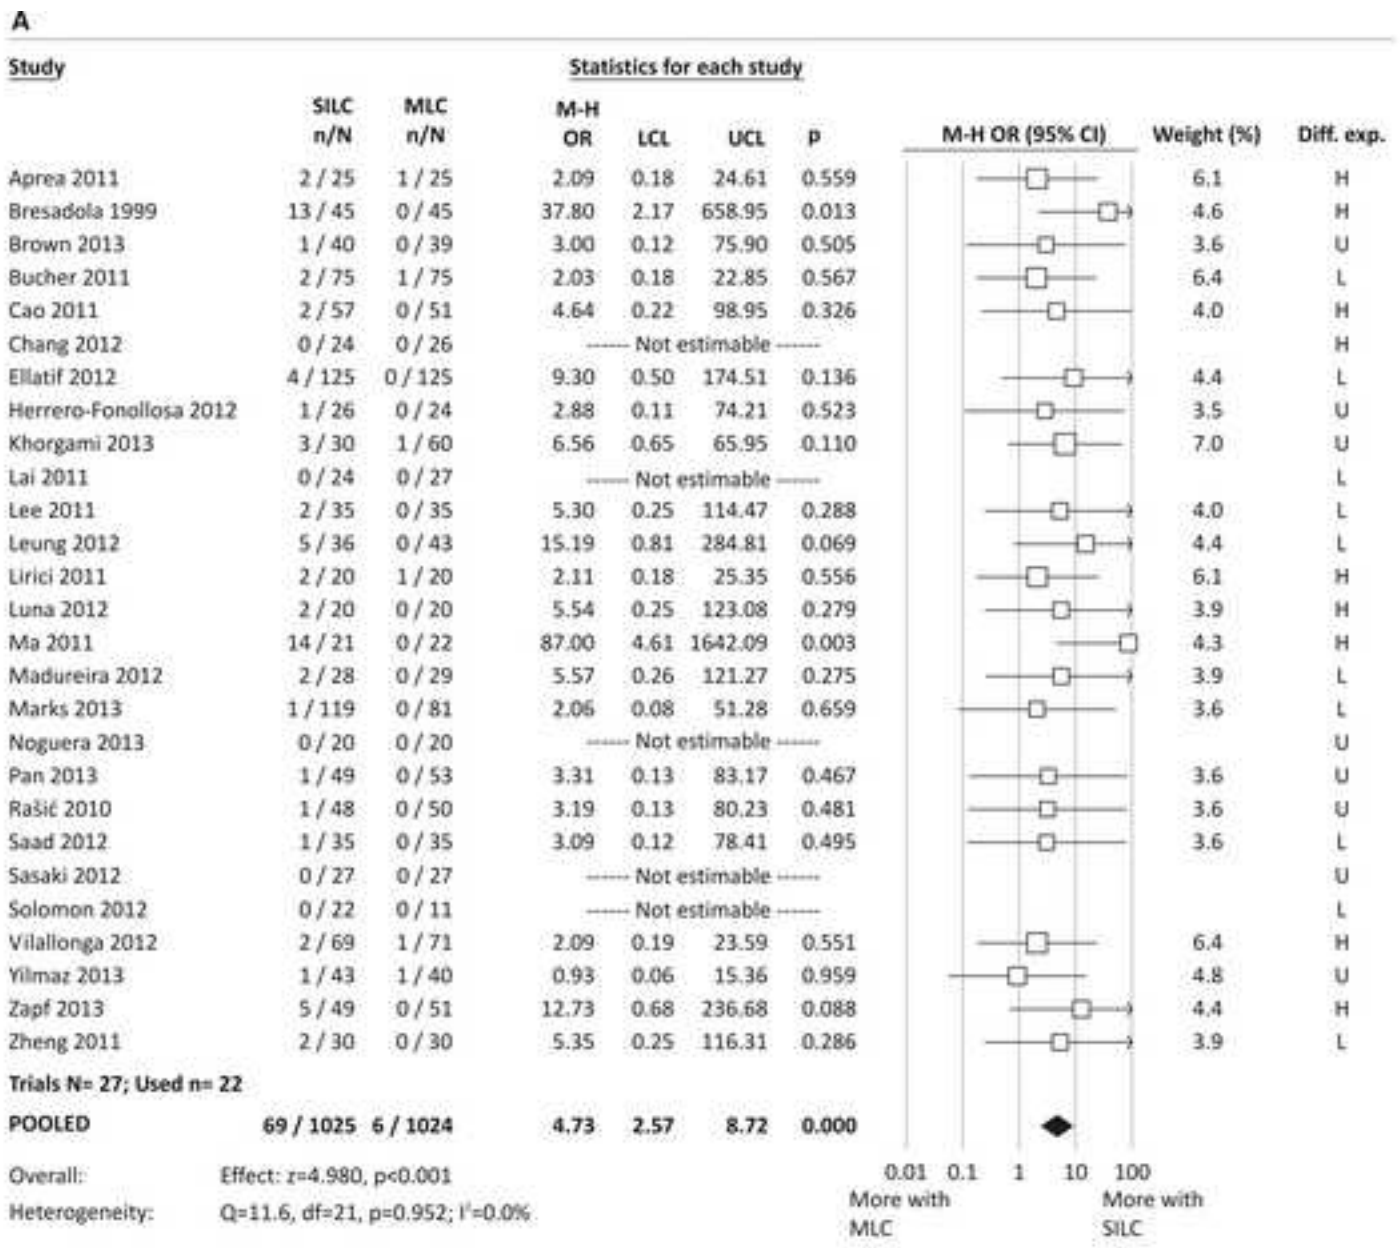 A
Study Statistics for each study
SILC MLC M-H
n/N n/N OR LCL UCL p M-H OR (95% CI) Weight (%) Diff. exp.
Aprea 2011 2 / 25 1 / 25 2.09 0.18 24.61 0.559 6.1 H
Bresadola 1999 13 / 45 0 / 45 37.80 2.17 658.95 0.013 4.6 H
Brown 2013 1 / 40 0 / 39 3.00 0.12 75.90 0.505 3.6 U
Bucher 2011 2 / 75 1 / 75 2.03 0.18 22.85 0.567 6.4 L
Cao 2011 2 / 57 0 / 51 4.64 0.22 98.95 0.326 4.0 H
Chang 2012 0 / 24 0 / 26 ------ Not estimable ------ H
Ellatif 2012 4 / 125 0 / 125 9.30 0.50 174.51 0.136 4.4 L
Herrero-Fonollosa 2012 1 / 26 0 / 24 2.88 0.11 74.21 0.523 3.5 U
Khorgami 2013 3 / 30 1 / 60 6.56 0.65 65.95 0.110 7.0 U
Lai 2011 0 / 24 0 / 27 ------ Not estimable ------ L
Lee 2011 2 / 35 0 / 35 5.30 0.25 114.47 0.288 4.0 L
Leung 2012 5 / 36 0 / 43 15.19 0.81 284.81 0.069 4.4 L
Lirici 2011 2 / 20 1 / 20 2.11 0.18 25.35 0.556 6.1 H
Luna 2012 2 / 20 0 / 20 5.54 0.25 123.08 0.279 3.9 H
Ma 2011 14 / 21 0 / 22 87.00 4.61 1642.09 0.003 4.3 H
Madureira 2012 2 / 28 0 / 29 5.57 0.26 121.27 0.275 3.9 L
Marks 2013 1 / 119 0 / 81 2.06 0.08 51.28 0.659 3.6 L
Noguera 2013 0 / 20 0 / 20 ------ Not estimable ------ U
Pan 2013 1 / 49 0 / 53 3.31 0.13 83.17 0.467 3.6 U
Rašić 2010 1 / 48 0 / 50 3.19 0.13 80.23 0.481 3.6 U
Saad 2012 1 / 35 0 / 35 3.09 0.12 78.41 0.495 3.6 L
Sasaki 2012 0 / 27 0 / 27 ------ Not estimable ------ U
Solomon 2012 0 / 22 0 / 11 ------ Not estimable ------ L
Vilallonga 2012 2 / 69 1 / 71 2.09 0.19 23.59 0.551 6.4 H
Yilmaz 2013 1 / 43 1 / 40 0.93 0.06 15.36 0.959 4.8 U
Zapf 2013 5 / 49 0 / 51 12.73 0.68 236.68 0.088 4.4 H
Zheng 2011 2 / 30 0 / 30 5.35 0.25 116.31 0.286 3.9 L
Trials N= 27; Used n= 22
POOLED 69 / 1025 6 / 1024 4.73 2.57 8.72 0.000
Overall: Effect: z=4.980, p<0.001 0.01 0.1 1 10 100
Heterogeneity: Q=11.6, df=21, p=0.952; I²=0.0% More with More with
MLC SILC